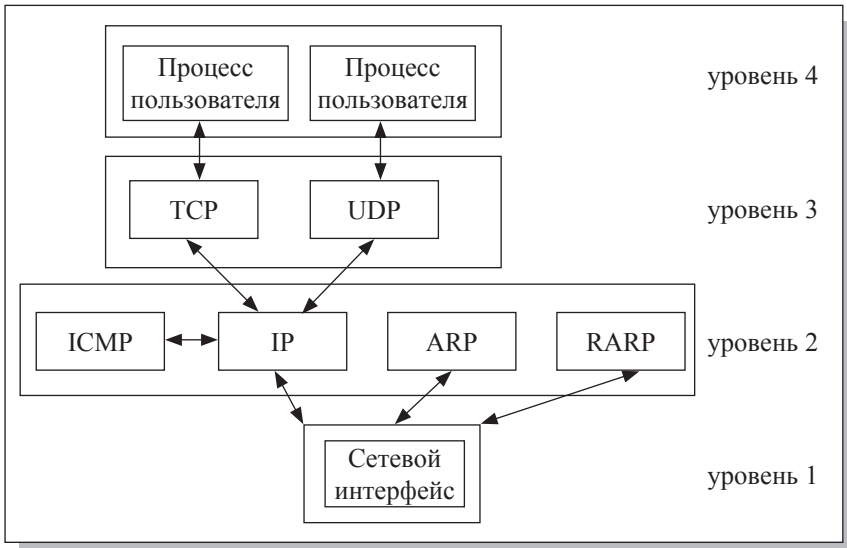 Процесс
пользователя
Процесс
пользователя
уровень 4
TCP
UDP
уровень 3
ICMP
IP
ARP
RARP
уровень 2
Сетевой
интерфейс
уровень 1